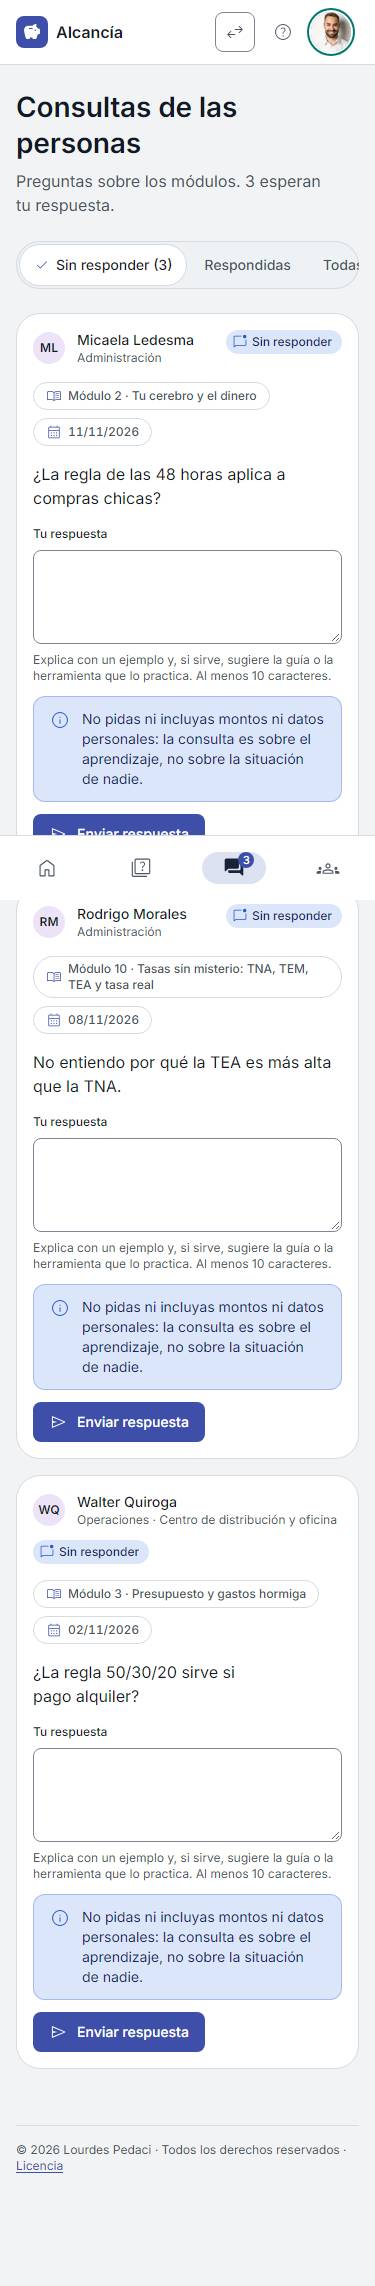 Alcancía
Consultas de las
personas
Preguntas sobre los módulos. 3 esperan
tu respuesta.
Sin responder (3)
Respondidas
Todas
ML
Micaela Ledesma
Administración
Sin responder
Módulo 2 · Tu cerebro y el dinero
11/11/2026
¿La regla de las 48 horas aplica a
compras chicas?
Tu respuesta
Explica con un ejemplo y, si sirve, sugiere la guía o la
herramienta que lo practica. Al menos 10 caracteres.
No pidas ni incluyas montos ni datos
personales: la consulta es sobre el
aprendizaje, no sobre la situación
de nadie.
Enviar respuesta
3
RM
Rodrigo Morales
Administración
Sin responder
Módulo 10 · Tasas sin misterio: TNA, TEM,
TEA y tasa real
08/11/2026
No entiendo por qué la TEA es más alta
que la TNA.
Tu respuesta
Explica con un ejemplo y, si sirve, sugiere la guía o la
herramienta que lo practica. Al menos 10 caracteres.
No pidas ni incluyas montos ni datos
personales: la consulta es sobre el
aprendizaje, no sobre la situación
de nadie.
Enviar respuesta
WQ
Walter Quiroga
Operaciones · Centro de distribución y oficina
Sin responder
Módulo 3 · Presupuesto y gastos hormiga
02/11/2026
¿La regla 50/30/20 sirve si
pago alquiler?
Tu respuesta
Explica con un ejemplo y, si sirve, sugiere la guía o la
herramienta que lo practica. Al menos 10 caracteres.
No pidas ni incluyas montos ni datos
personales: la consulta es sobre el
aprendizaje, no sobre la situación
de nadie.
Enviar respuesta
© 2026 Lourdes Pedaci · Todos los derechos reservados ·
Licencia